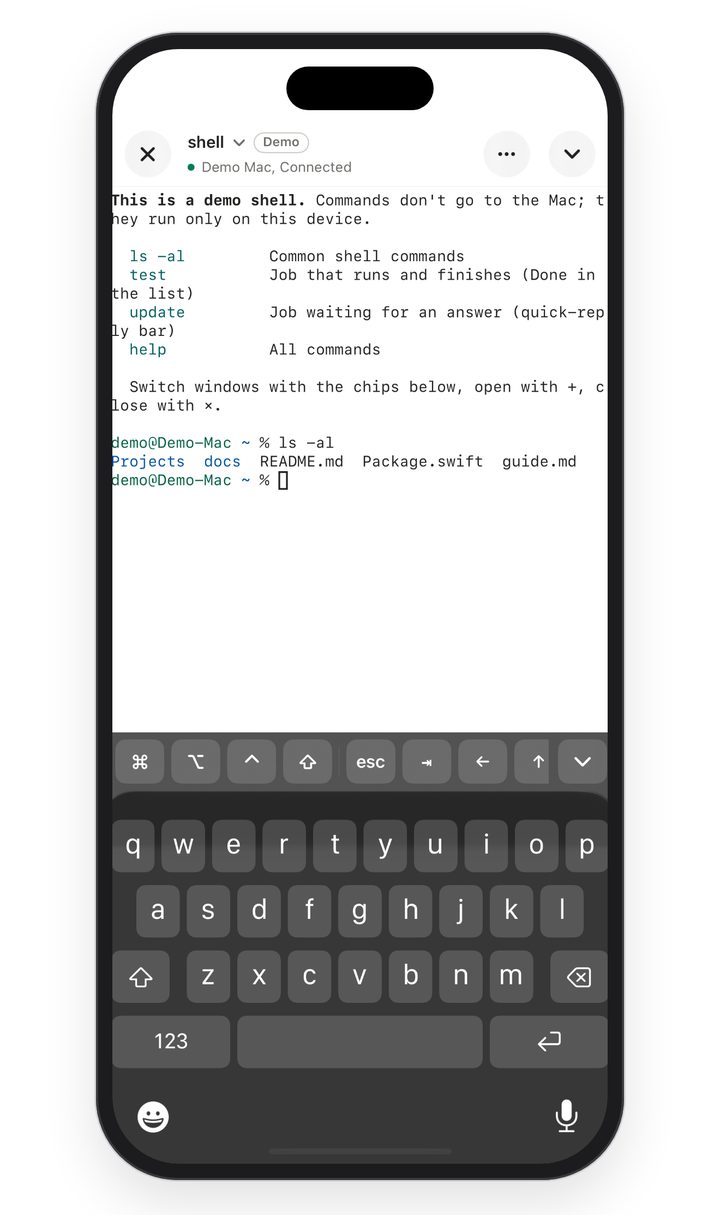 shell Demo
Demo Mac, Connected
This is a demo shell. Commands don't go to the Mac; t
hey run only on this device.
ls -al Common shell commands
test Job that runs and finishes (Done in
the list)
update Job waiting for an answer (quick-rep
ly bar)
help All commands
Switch windows with the chips below, open with +, c
lose with ×.
demo@Demo-Mac ~ % ls -al
Projects docs README.md Package.swift guide.md
demo@Demo-Mac ~ %
esc
q w e r t y u i o p
a s d f g h j k l
z x c v b n m
123